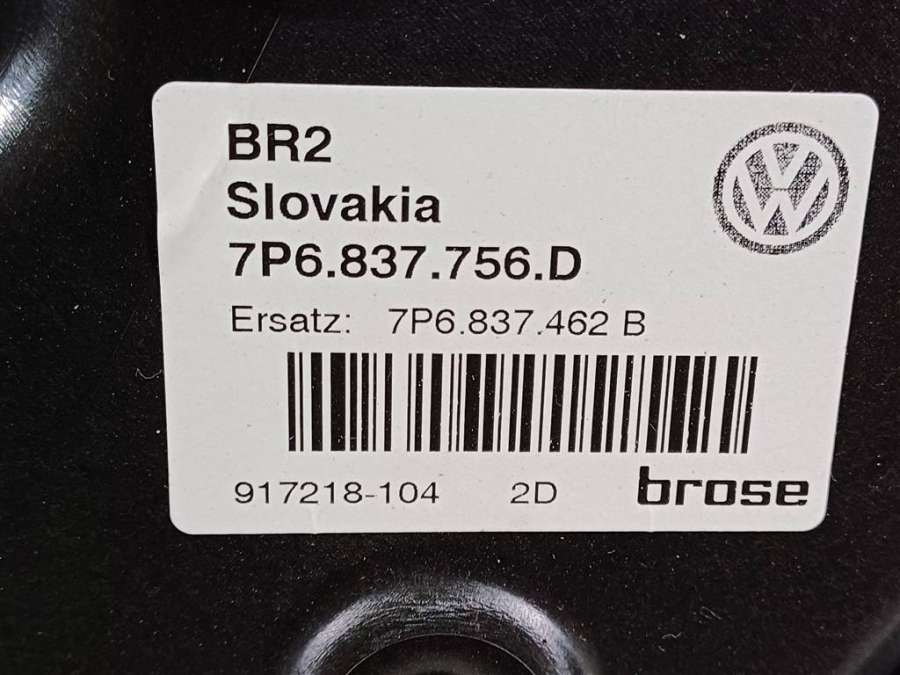 BR2
Slovakia
7P6.837.756.D
Ersatz: 7P6.837.462 B
917218-104 2D brose